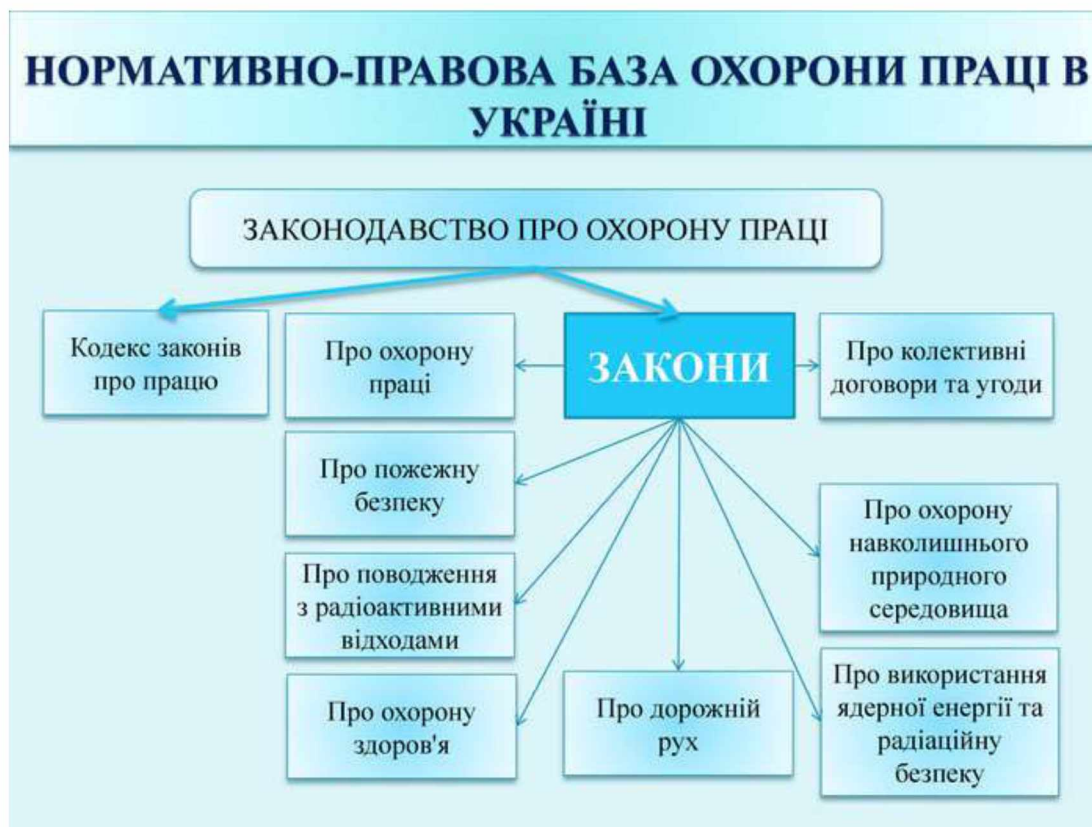 НОРМАТИВНО-ПРАВОВА БАЗА ОХОРОНИ ПРАЦІ В
УКРАЇНІ
ЗАКОНОДАВСТВО ПРО ОХОРОНУ ПРАЦІ
Кодекс законів
про працю
Про охорону
праці
ЗАКОНИ
Про колективні
договори та угоди
Про пожежну
безпеку
Про поводження
з радіоактивними
відходами
Про охорону
навколишнього
природного
середовища
Про охорону
здоров'я
Про дорожній
рух
Про використання
ядерної енергії та
радіаційну
безпеку